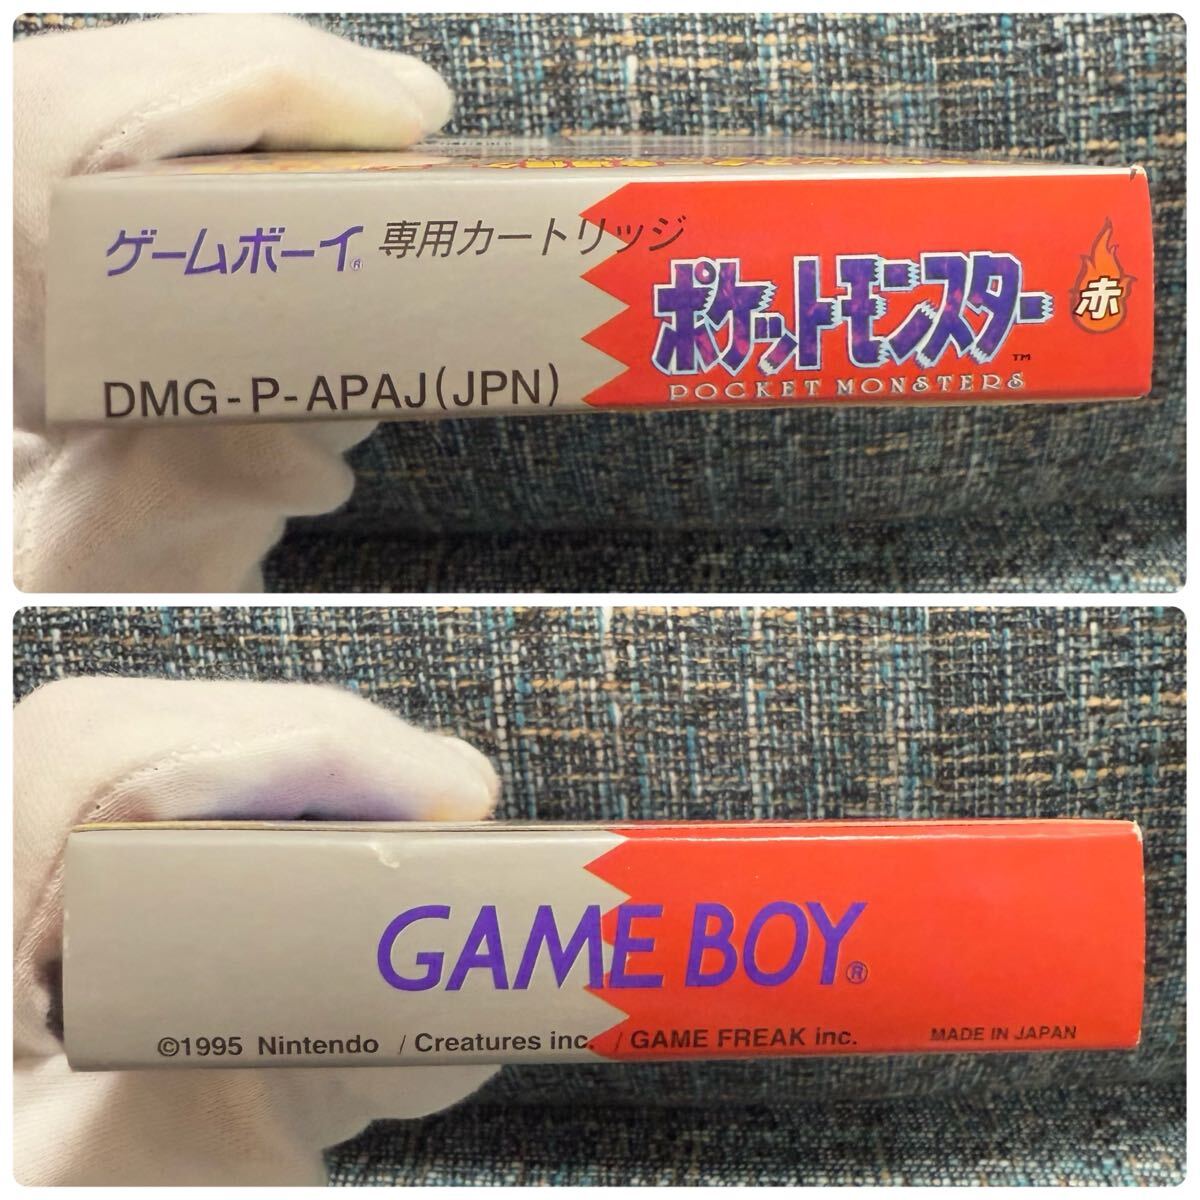 ゲームボーイ® 専用カートリッジ
ポケットモンスター™ 赤
POCKET MONSTERS
DMG-P-APAJ(JPN)
GAME BOY®
©1995 Nintendo / Creatures inc. / GAME FREAK inc. MADE IN JAPAN